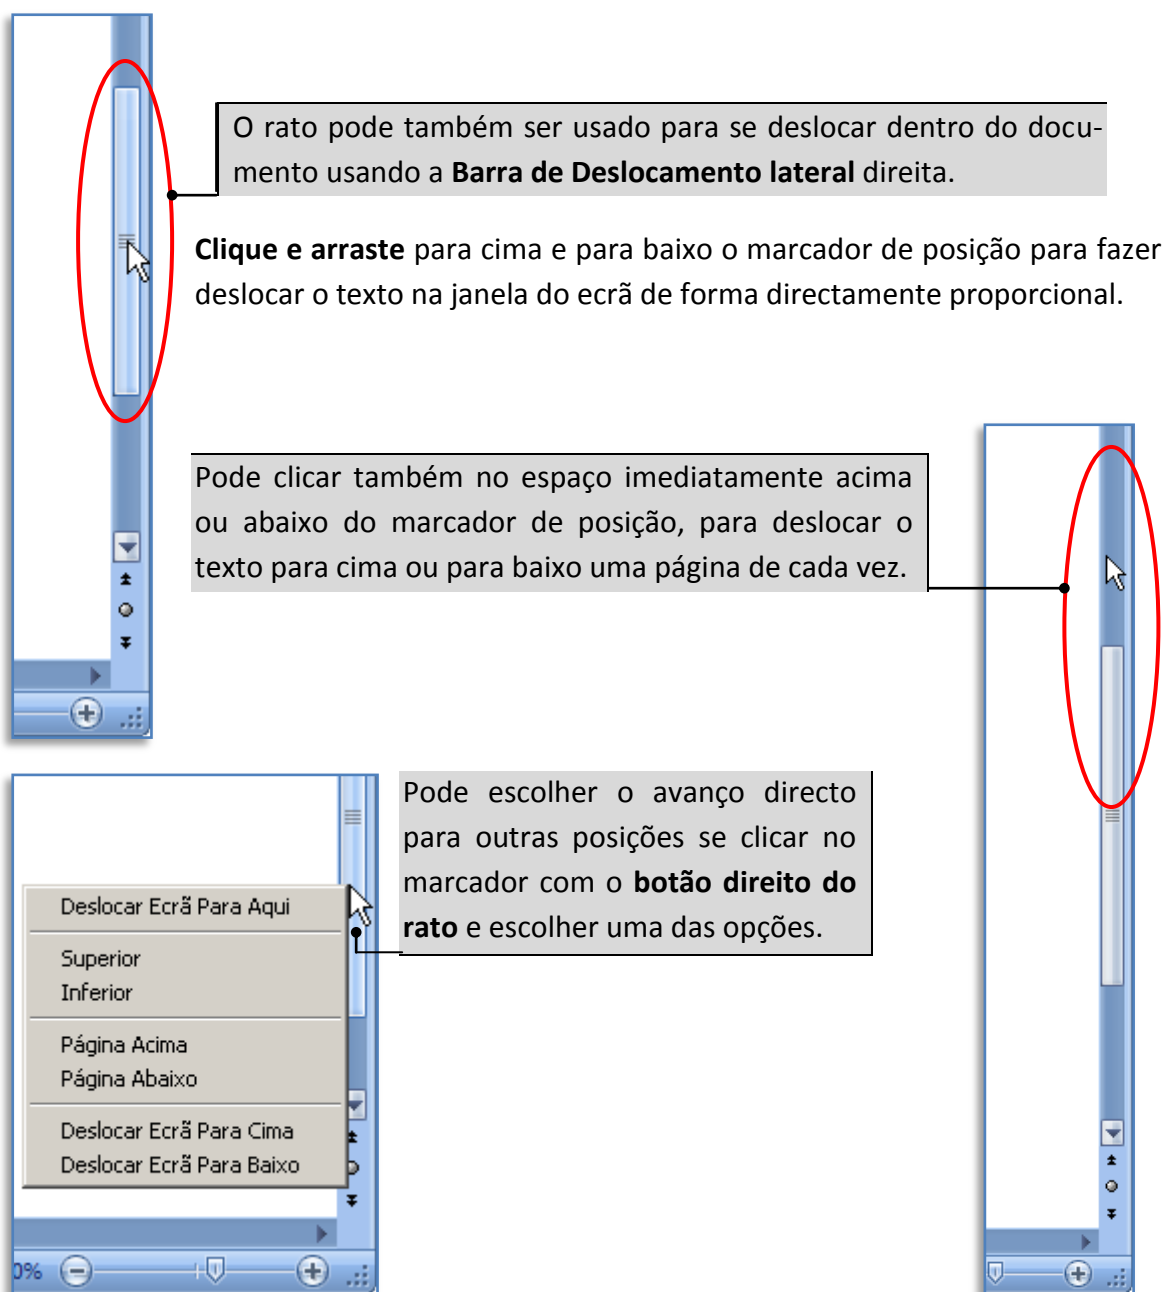 O rato pode também ser usado para se deslocar dentro do docu-
mento usando a Barra de Deslocamento lateral direita.
Clique e arraste para cima e para baixo o marcador de posição para fazer
deslocar o texto na janela do ecrã de forma directamente proporcional.
Pode clicar também no espaço imediatamente acima
ou abaixo do marcador de posição, para deslocar o
texto para cima ou para baixo uma página de cada vez.
Pode escolher o avanço directo
para outras posições se clicar no
marcador com o botão direito do
rato e escolher uma das opções.
Deslocar Ecrã Para Aqui
Superior
Inferior
Página Acima
Página Abaixo
Deslocar Ecrã Para Cima
Deslocar Ecrã Para Baixo
0%